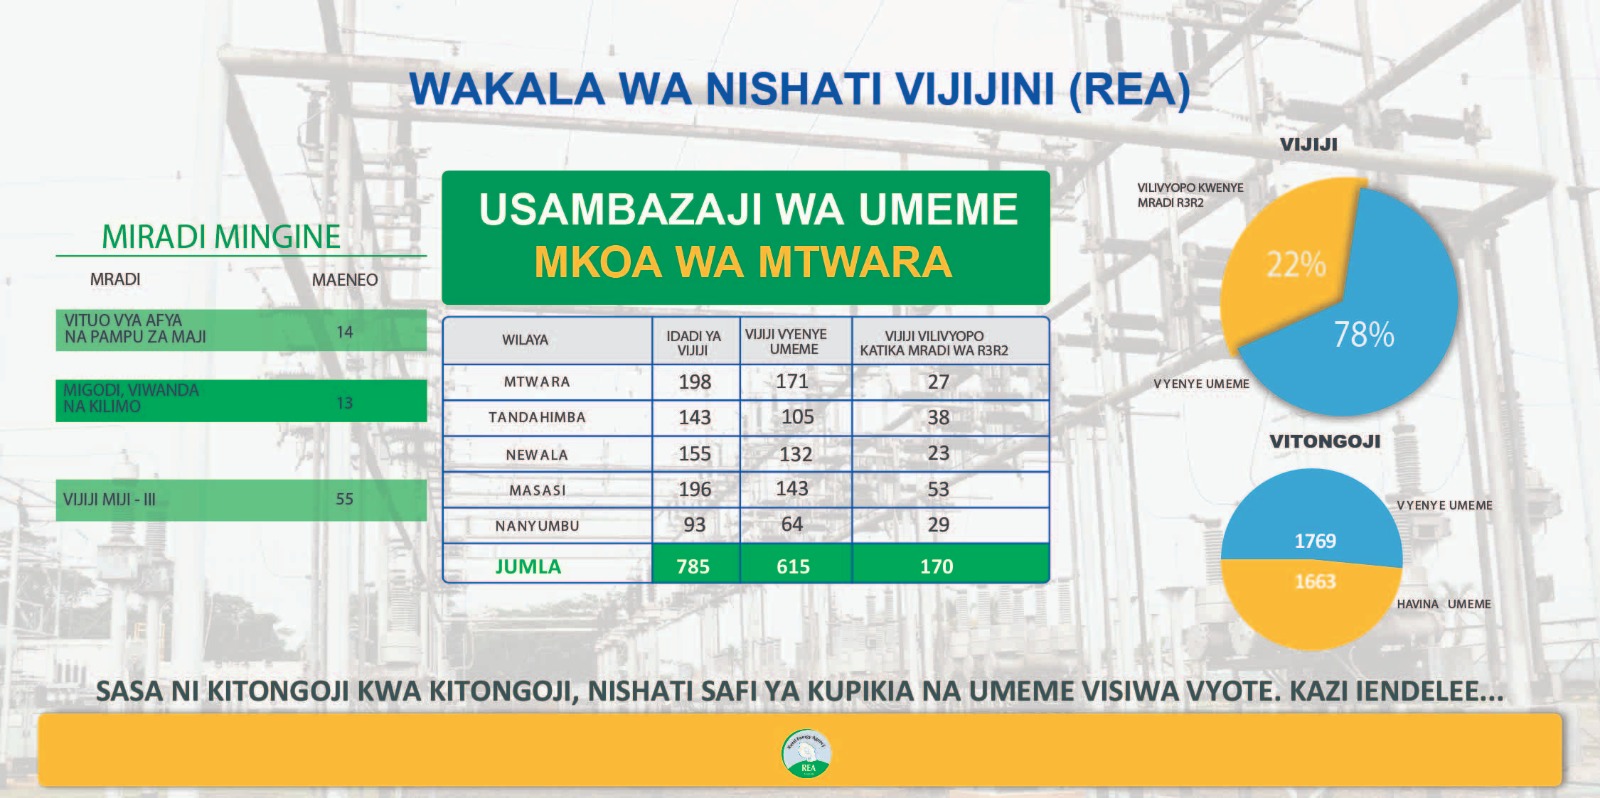 WAKALA WA NISHATI VIJIJINI (REA)
USAMBAZAJI WA UMEME
MKOA WA MTWARA
MIRADI MINGINE
MRADI MAENEO
VITUO VYA AFYA
NA PAMPU ZA MAJI 14
MIGODI, VIWANDA
NA KILIMO 13
VIJIJI MIJI - III 55
WILAYA IDADI YA VIJIJI VIJIJI VYENYE UMEME VIJIJI VILIVYOPO KATIKA MRADI WA R3R2
MTWARA 198 171 27
TANDAHIMBA 143 105 38
NEWALA 155 132 23
MASASI 196 143 53
NANYUMBU 93 64 29
JUMLA 785 615 170
VIJIJI
VILIVYOPO KWENYE
MRADI R3R2
22%
78%
VYENYE UMEME
VITONGOJI
VYENYE UMEME
1769
1663
HAVINA UMEME
SASA NI KITONGOJI KWA KITONGOJI, NISHATI SAFI YA KUPIKIA NA UMEME VISIWA VYOTE. KAZI IENDELEE...
REA